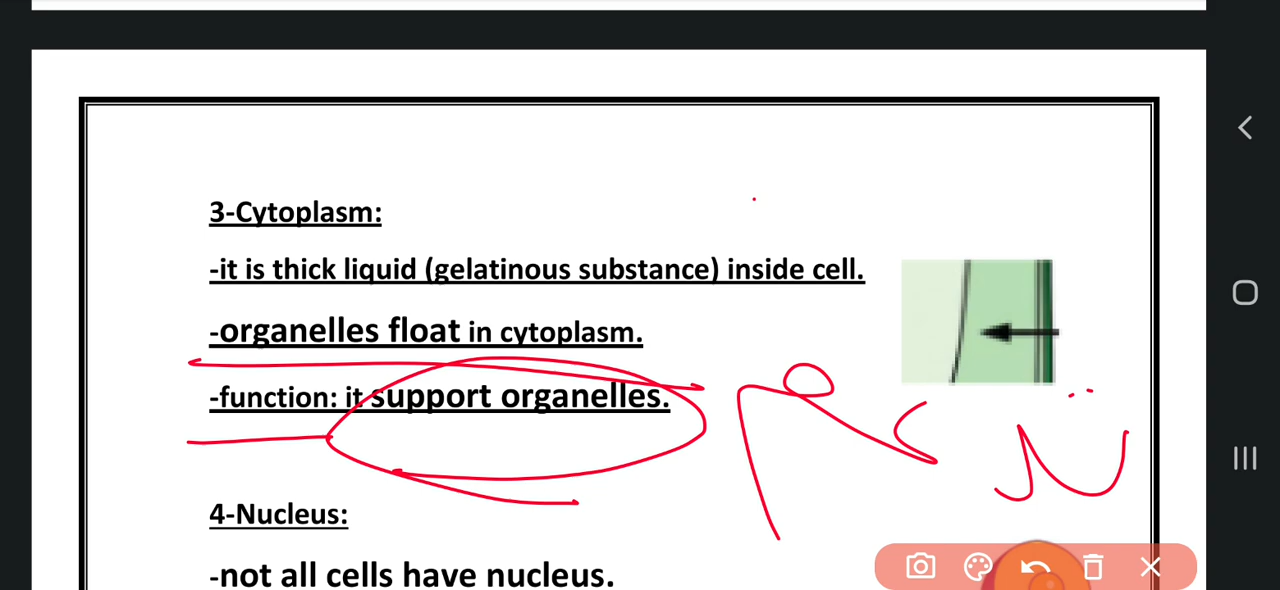 3-Cytoplasm:
-it is thick liquid (gelatinous substance) inside cell.
-organelles float in cytoplasm.
-function: it support organelles.
4-Nucleus:
-not all cells have nucleus.